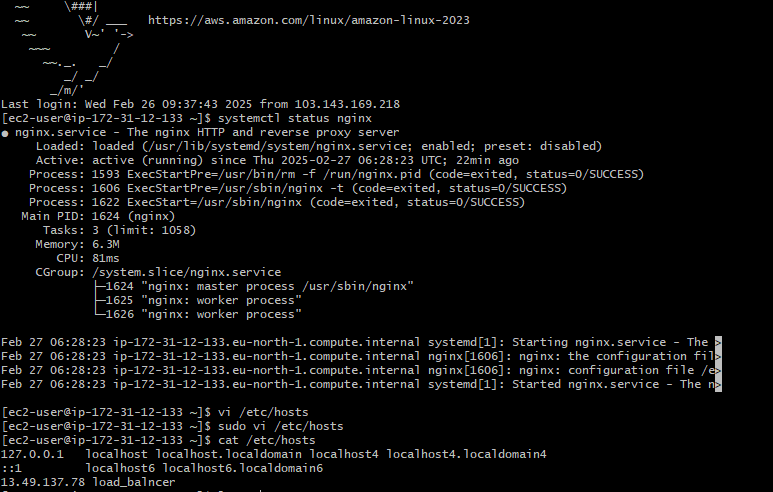 ~~ \###|
~~ \#/ ___ https://aws.amazon.com/linux/amazon-linux-2023
~~ V~' '->
~~~ /
~~._. _/
_/ _/
_/m/'
Last login: Wed Feb 26 09:37:43 2025 from 103.143.169.218
[ec2-user@ip-172-31-12-133 ~]$ systemctl status nginx
● nginx.service - The nginx HTTP and reverse proxy server
Loaded: loaded (/usr/lib/systemd/system/nginx.service; enabled; preset: disabled)
Active: active (running) since Thu 2025-02-27 06:28:23 UTC; 22min ago
Process: 1593 ExecStartPre=/usr/bin/rm -f /run/nginx.pid (code=exited, status=0/SUCCESS)
Process: 1606 ExecStartPre=/usr/sbin/nginx -t (code=exited, status=0/SUCCESS)
Process: 1622 ExecStart=/usr/sbin/nginx (code=exited, status=0/SUCCESS)
Main PID: 1624 (nginx)
Tasks: 3 (limit: 1058)
Memory: 6.3M
CPU: 81ms
CGroup: /system.slice/nginx.service
├─1624 "nginx: master process /usr/sbin/nginx"
├─1625 "nginx: worker process"
└─1626 "nginx: worker process"
Feb 27 06:28:23 ip-172-31-12-133.eu-north-1.compute.internal systemd[1]: Starting nginx.service - The >
Feb 27 06:28:23 ip-172-31-12-133.eu-north-1.compute.internal nginx[1606]: nginx: the configuration fil>
Feb 27 06:28:23 ip-172-31-12-133.eu-north-1.compute.internal nginx[1606]: nginx: configuration file /e>
Feb 27 06:28:23 ip-172-31-12-133.eu-north-1.compute.internal systemd[1]: Started nginx.service - The n>
[ec2-user@ip-172-31-12-133 ~]$ vi /etc/hosts
[ec2-user@ip-172-31-12-133 ~]$ sudo vi /etc/hosts
[ec2-user@ip-172-31-12-133 ~]$ cat /etc/hosts
127.0.0.1 localhost localhost.localdomain localhost4 localhost4.localdomain4
::1 localhost6 localhost6.localdomain6
13.49.137.78 load_balncer